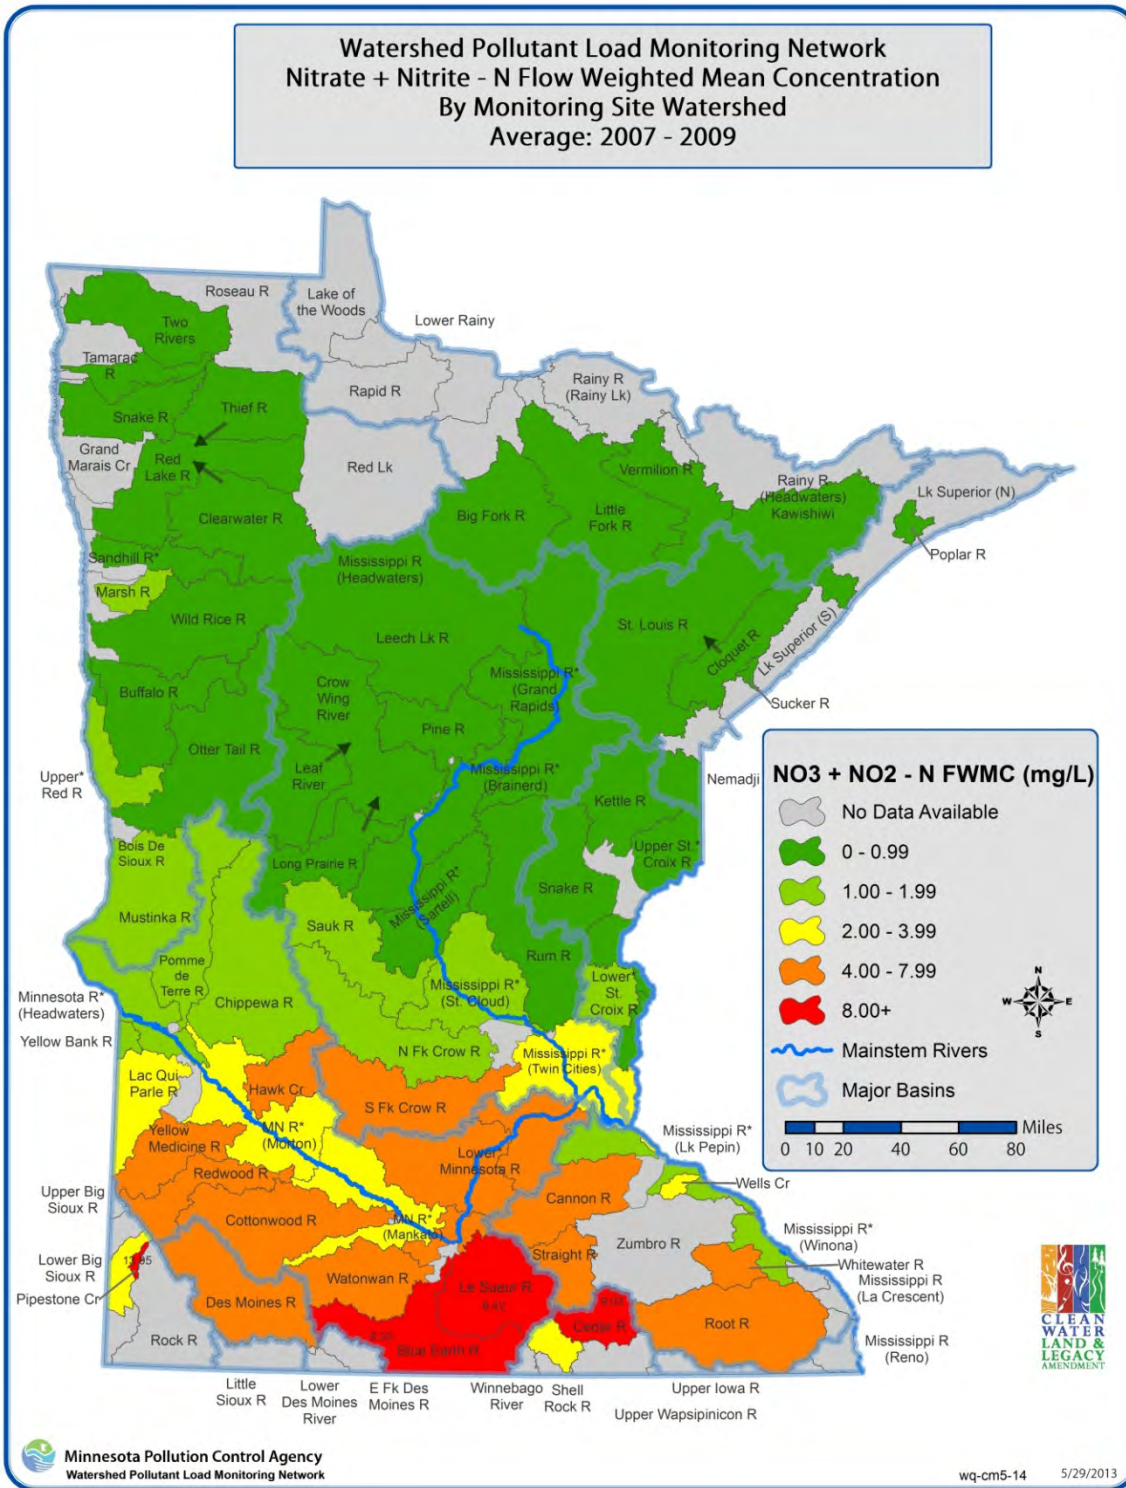 Watershed Pollutant Load Monitoring Network
Nitrate + Nitrite - N Flow Weighted Mean Concentration
By Monitoring Site Watershed
Average: 2007 - 2009
Roseau R
Lake of
the Woods
Lower Rainy
Two
Rivers
Tamarac
R
Rapid R
Rainy R
(Rainy Lk)
Snake R
Thief R
Grand
Marais Cr
Red
Lake R
Red Lk
Vermilion R
Rainy R
(Headwaters)
Kawishiwi
Lk Superior (N)
Clearwater R
Big Fork R
Little
Fork R
Poplar R
Sandhill R*
Mississippi R
(Headwaters)
Marsh R
Wild Rice R
Leech Lk R
St. Louis R
Cloquet R
Lk Superior (S)
Buffalo R
Crow
Wing
River
Mississippi R*
(Grand
Rapids)
Sucker R
Otter Tail R
Pine R
Upper*
Red R
Leaf
River
Mississippi R*
(Brainerd)
Nemadji
Kettle R
Bois De
Sioux R
Long Prairie R
Upper St.*
Croix R
Mustinka R
Mississippi R*
(Sartell)
Snake R
Sauk R
Rum R
Pomme
de
Terre R
Chippewa R
Mississippi R*
(St. Cloud)
Lower*
St.
Croix R
Minnesota R*
(Headwaters)
Yellow Bank R
N Fk Crow R
Mississippi R*
(Twin Cities)
Lac Qui
Parle R
Hawk Cr
S Fk Crow R
MN R*
(Morton)
Yellow
Medicine R
Lower
Minnesota R
Mississippi R*
(Lk Pepin)
Redwood R
Wells Cr
Upper Big
Sioux R
Cannon R
Cottonwood R
MN R*
(Mankato)
Mississippi R*
(Winona)
Zumbro R
Lower Big
Sioux R
Straight R
Whitewater R
Mississippi R
(La Crescent)
Watonwan R
Le Sueur R
Pipestone Cr
Des Moines R
Cedar R
Root R
Rock R
Blue Earth R
Mississippi R
(Reno)
Little
Sioux R
Lower
Des Moines
River
E Fk Des
Moines R
Winnebago
River
Shell
Rock R
Upper Iowa R
Upper Wapsipinicon R
NO3 + NO2 - N FWMC (mg/L)
No Data Available
0 - 0.99
1.00 - 1.99
2.00 - 3.99
4.00 - 7.99
8.00+
N
W E
S
Mainstem Rivers
Major Basins
Miles
0 10 20 40 60 80
CLEAN
WATER
LAND &
LEGACY
AMENDMENT
Minnesota Pollution Control Agency
Watershed Pollutant Load Monitoring Network
wq-cm5-14 5/29/2013